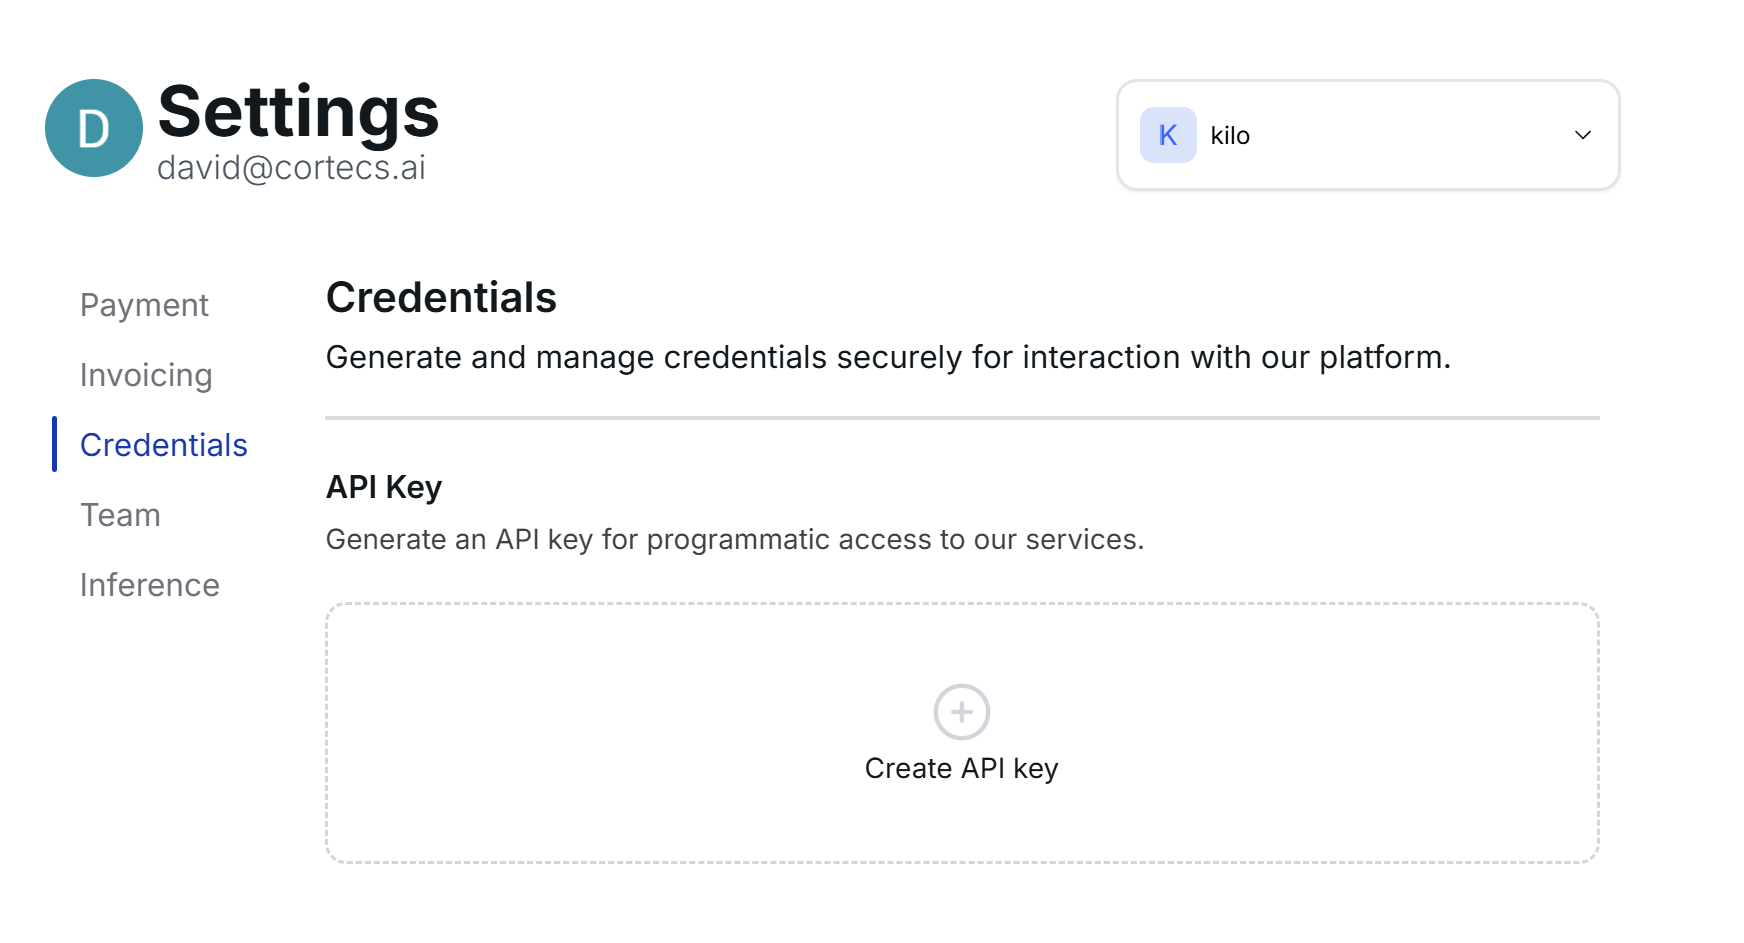 D
Settings
david@cortecs.ai
K
kilo
Payment
Invoicing
Credentials
Team
Inference
Credentials
Generate and manage credentials securely for interaction with our platform.
API Key
Generate an API key for programmatic access to our services.
Create API key